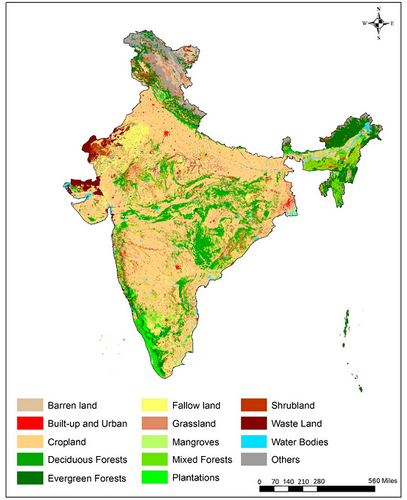 N
W E
S
Barren land Fallow land Shrubland
Built-up and Urban Grassland Waste Land
Cropland Mangroves Water Bodies
Deciduous Forests Mixed Forests Others
Evergreen Forests Plantations
0 70 140 210 280 560 Miles